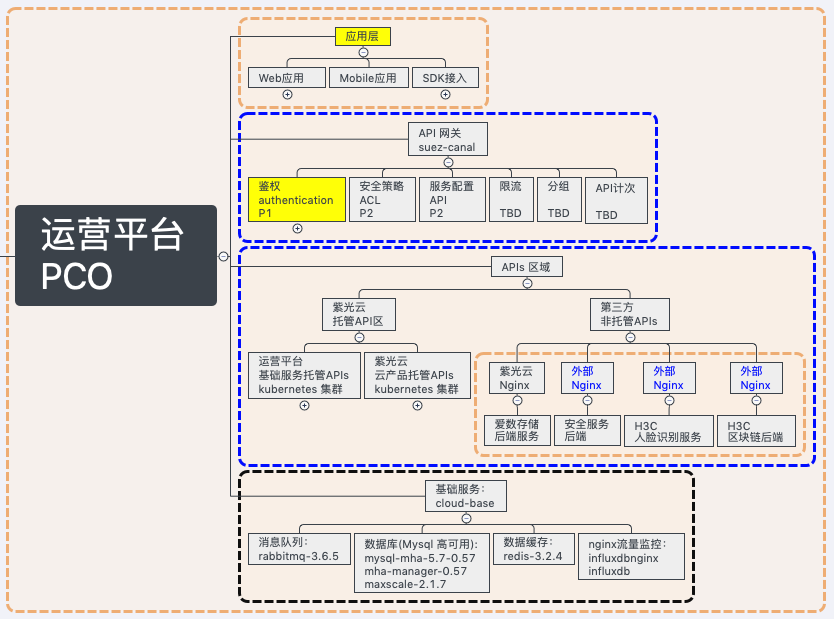 运营平台
PCO
应用层
Web应用
Mobile应用
SDK接入
API 网关
suez-canal
鉴权
authentication
P1
安全策略
ACL
P2
服务配置
API
P2
限流
TBD
分组
TBD
API计次
TBD
APIs 区域
紫光云
托管API区
第三方
非托管APIs
运营平台
基础服务托管APIs
kubernetes 集群
紫光云
云产品托管APIs
kubernetes 集群
紫光云
Nginx
外部
Nginx
外部
Nginx
外部
Nginx
爱数存储
后端服务
安全服务
后端
H3C
人脸识别服务
H3C
区块链后端
基础服务：
cloud-base
消息队列：
rabbitmq-3.6.5
数据库(Mysql 高可用):
mysql-mha-5.7-0.57
mha-manager-0.57
maxscale-2.1.7
数据缓存：
redis-3.2.4
nginx流量监控：
influxdbnginx
influxdb